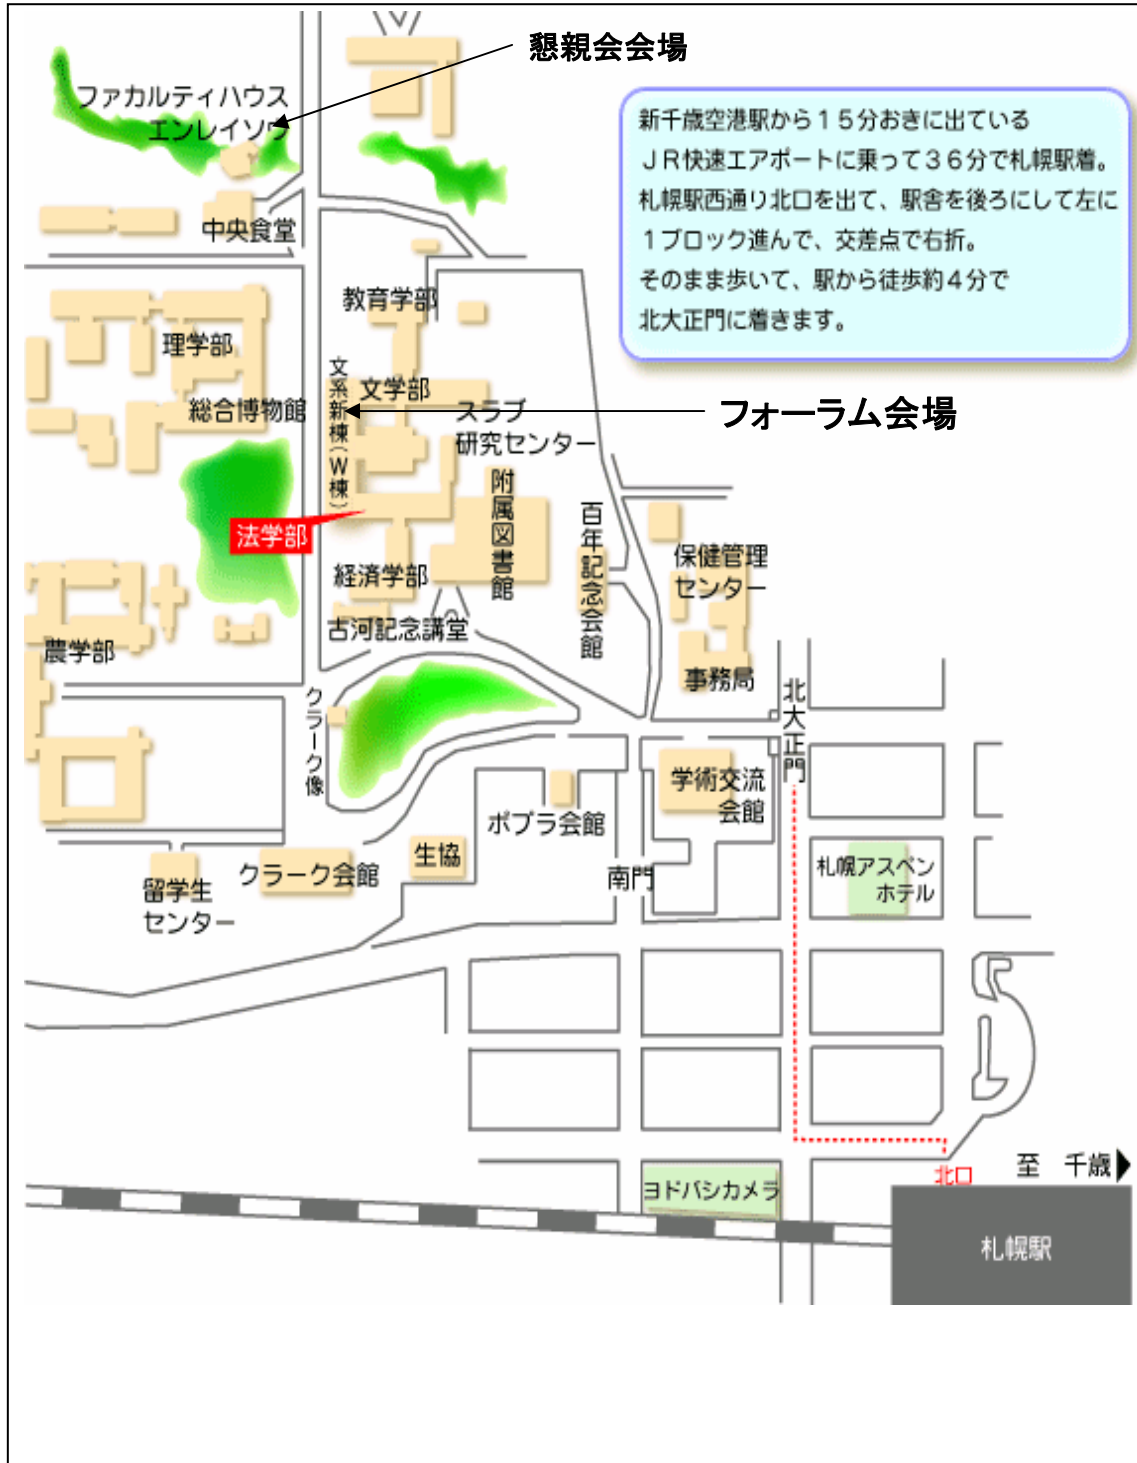 懇親会会場
ファカルティハウス
エンレイソウ
新千歳空港駅から１５分おきに出ている
ＪＲ快速エアポートに乗って３６分で札幌駅着。
札幌駅西通り北口を出て、駅舎を後ろにして左に
１ブロック進んで、交差点で右折。
そのまま歩いて、駅から徒歩約４分で
北大正門に着きます。
中央食堂
教育学部
理学部
文系新棟（W棟）
文学部
総合博物館
スラブ
研究センター
フォーラム会場
附属図書館
百年記念会館
法学部
保健管理
センター
経済学部
古河記念講堂
農学部
事務局
北大正門
クラーク像
学術交流
会館
ポプラ会館
生協
クラーク会館
南門
札幌アスペン
ホテル
留学生
センター
至 千歳
北口
ヨドバシカメラ
札幌駅